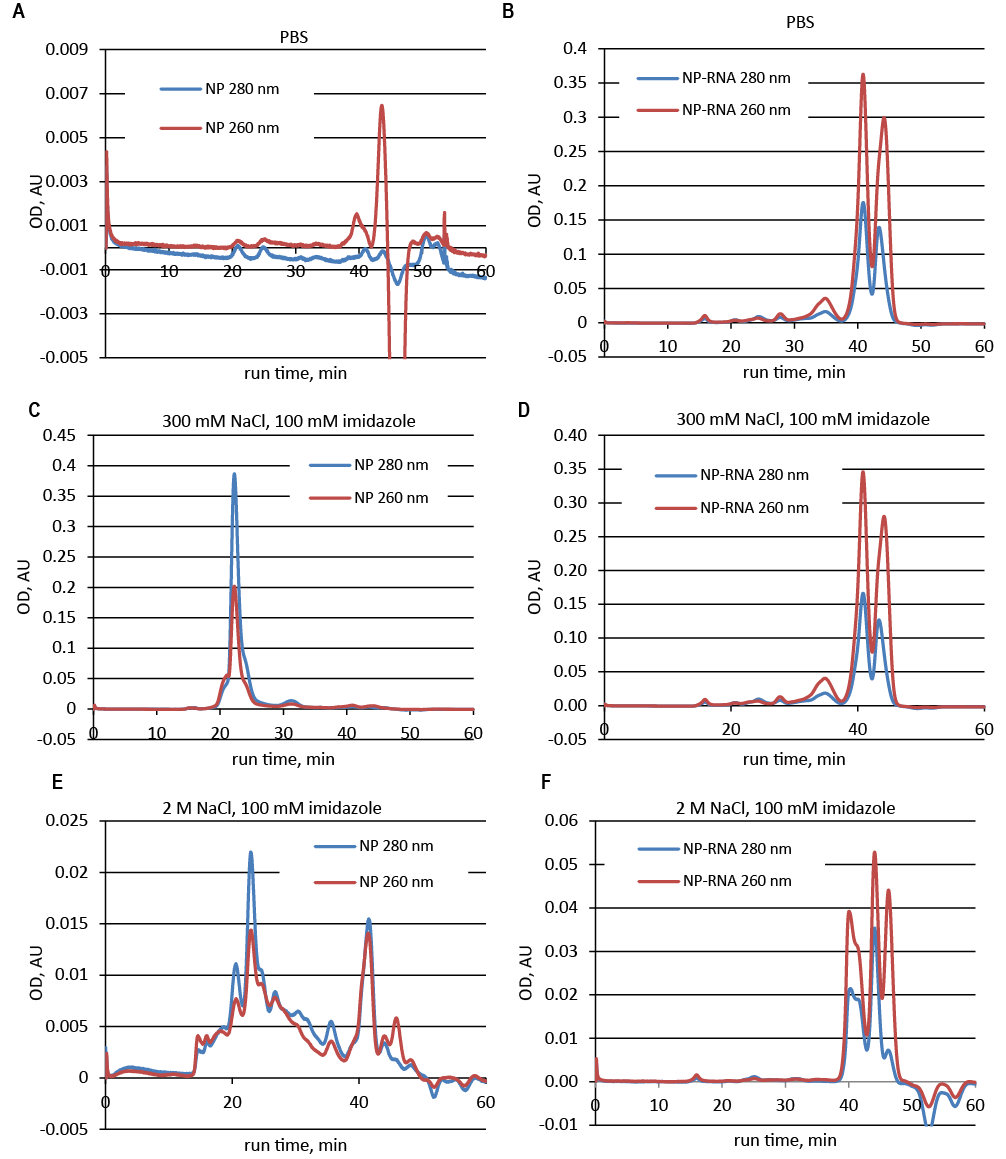 A
PBS
0.009
0.007
0.005
0.003
0.001
-0.001
-0.003
-0.005
OD, AU
NP 280 nm
NP 260 nm
0 10 20 30 40 50 60
run time, min
B
PBS
0.4
0.35
0.3
0.25
0.2
0.15
0.1
0.05
0
-0.05
OD, AU
NP-RNA 280 nm
NP-RNA 260 nm
0 10 20 30 40 50 60
run time, min
C
300 mM NaCl, 100 mM imidazole
0.45
0.4
0.35
0.3
0.25
0.2
0.15
0.1
0.05
0
-0.05
OD, AU
NP 280 nm
NP 260 nm
0 10 20 30 40 50 60
run time, min
D
300 mM NaCl, 100 mM imidazole
0.40
0.35
0.30
0.25
0.20
0.15
0.10
0.05
0.00
-0.05
OD, AU
NP-RNA 280 nm
NP-RNA 260 nm
0 20 40 60
run time, min
E
2 M NaCl, 100 mM imidazole
0.025
0.02
0.015
0.01
0.005
0
-0.005
OD, AU
NP 280 nm
NP 260 nm
0 20 40 60
run time, min
F
2 M NaCl, 100 mM imidazole
0.06
0.05
0.04
0.03
0.02
0.01
0.00
-0.01
OD, AU
NP-RNA 280 nm
NP-RNA 260 nm
0 10 20 30 40 50 60
run time, min